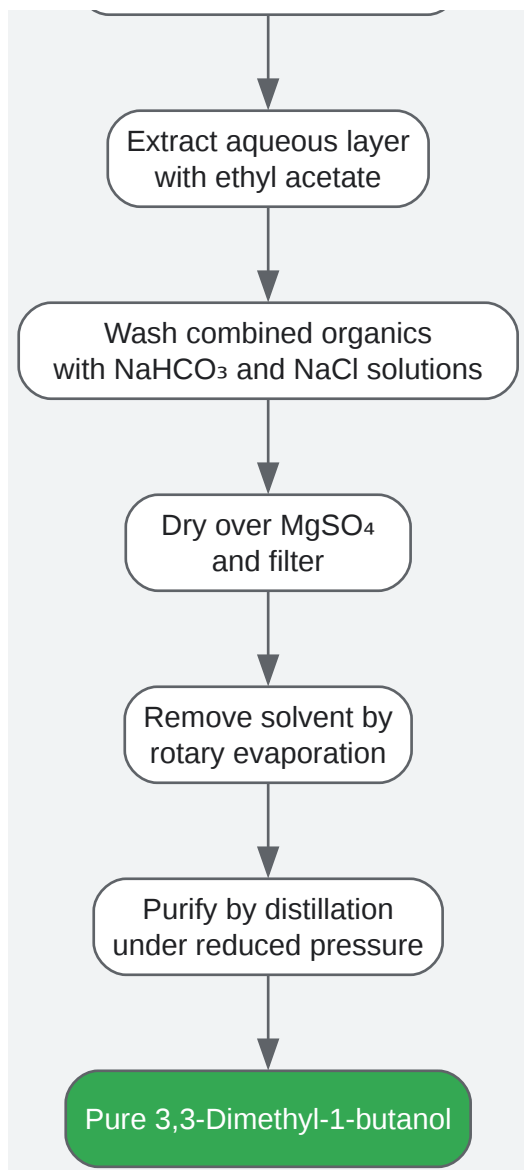 Extract aqueous layer
with ethyl acetate
Wash combined organics
with NaHCO₃ and NaCl solutions
Dry over MgSO₄
and filter
Remove solvent by
rotary evaporation
Purify by distillation
under reduced pressure
Pure 3,3-Dimethyl-1-butanol